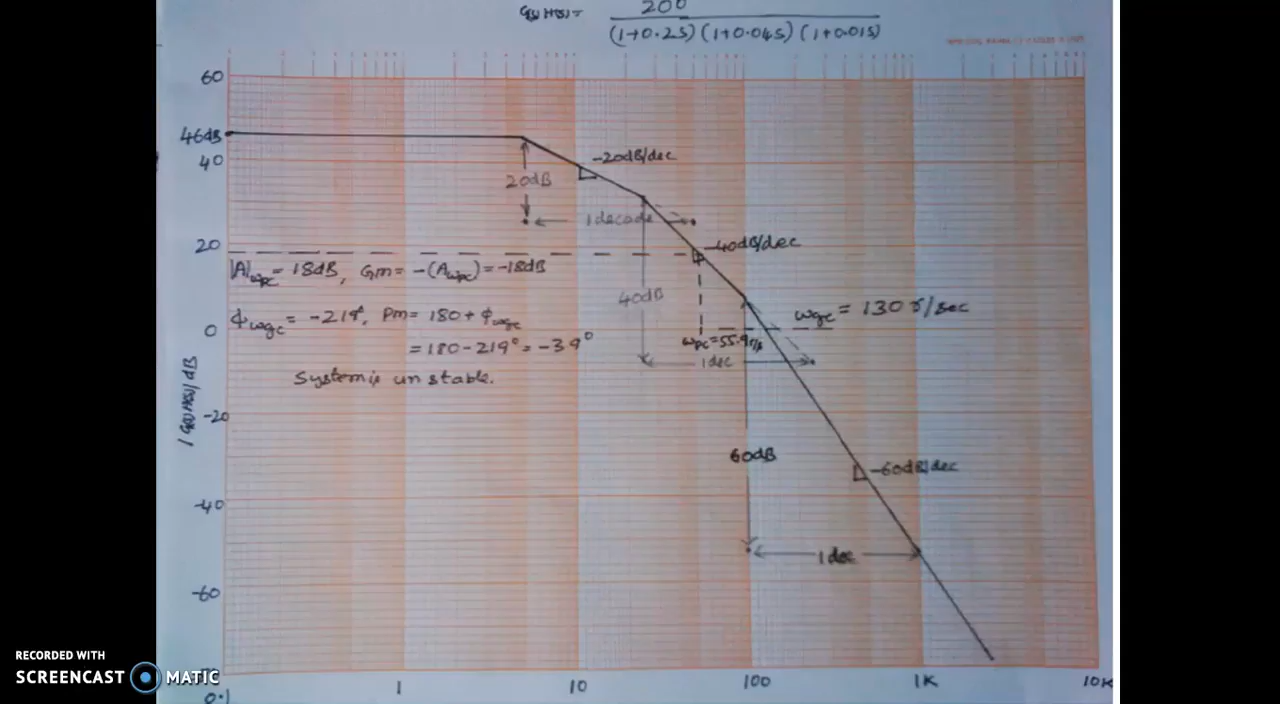 G(s)H(s)= 200
(1+0.2S) (1+0.04S) (1+0.01S)
60
46dB
40
-20dB/dec
20dB
1decade
20
-40dB/dec
|A|ωpc = 18dB, Gm= -(Aωpc) = -18dB
40dB
ωgc = 130 r/sec
ϕωgc = -219°, Pm= 180 + ϕωgc
0
ωpc=55.9r/s
=180-219° = -39°
1dec
System is unstable.
|G(s)H(s)|/dB
-20
60dB
-60dB/dec
-40
1dec
-60
0.1
1
10
100
1K
10K
RECORDED WITH
SCREENCAST MATIC